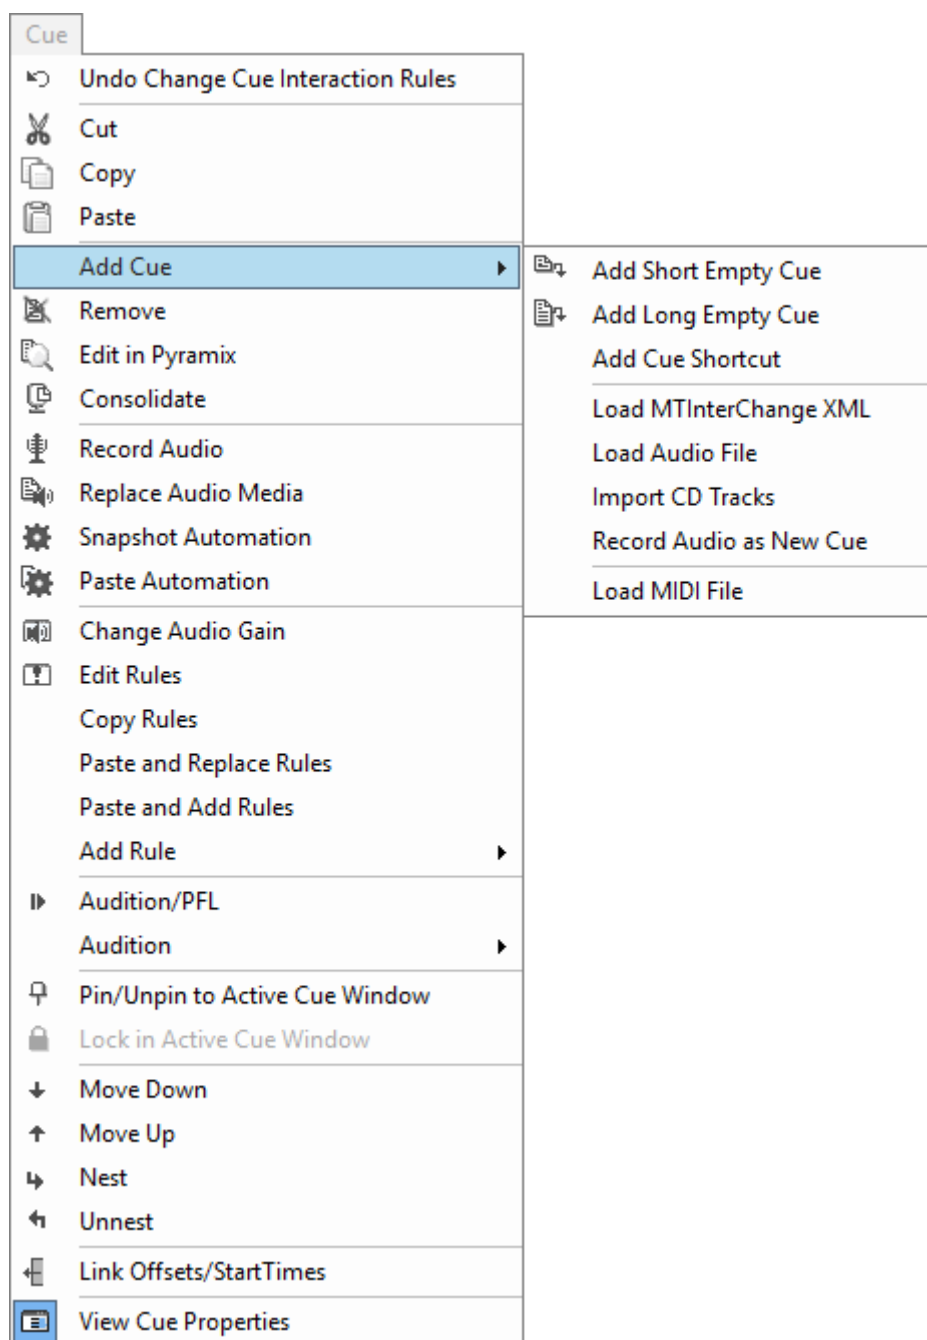 Cue
Undo Change Cue Interaction Rules
Cut
Copy
Paste
Add Cue
Remove
Edit in Pyramix
Consolidate
Record Audio
Replace Audio Media
Snapshot Automation
Paste Automation
Change Audio Gain
Edit Rules
Copy Rules
Paste and Replace Rules
Paste and Add Rules
Add Rule
Audition/PFL
Audition
Pin/Unpin to Active Cue Window
Lock in Active Cue Window
Move Down
Move Up
Nest
Unnest
Link Offsets/StartTimes
View Cue Properties
Add Short Empty Cue
Add Long Empty Cue
Add Cue Shortcut
Load MTInterChange XML
Load Audio File
Import CD Tracks
Record Audio as New Cue
Load MIDI File